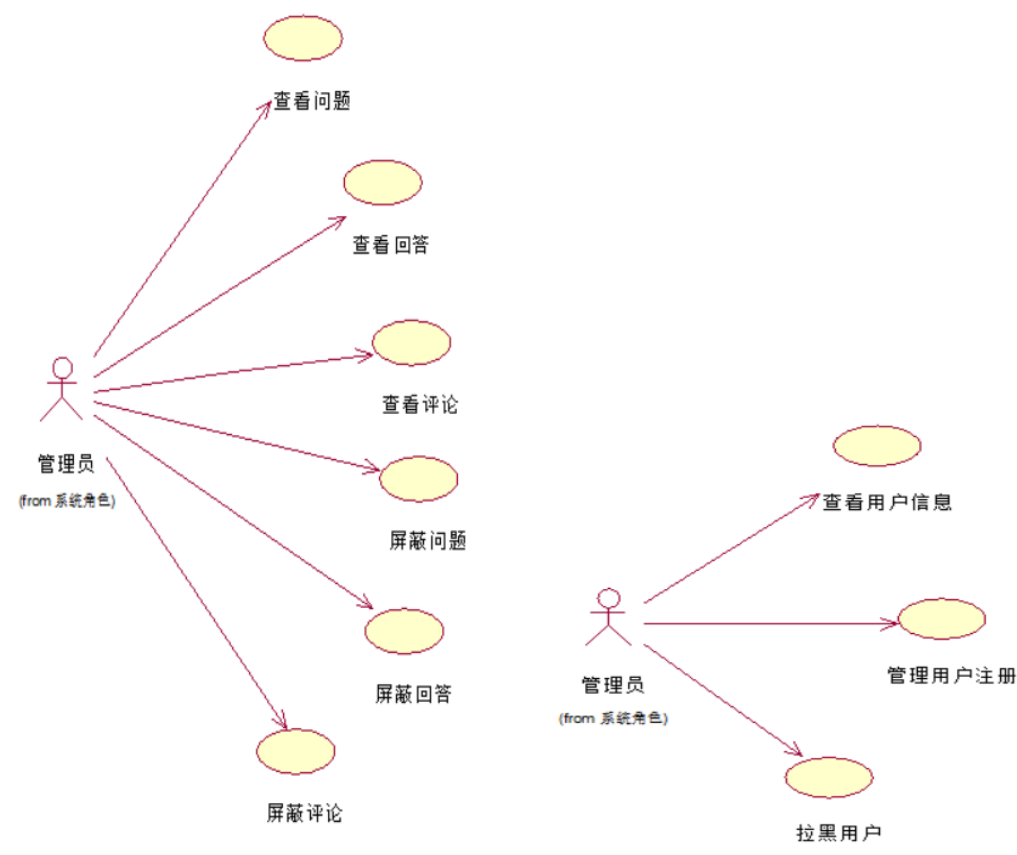 查看问题
查看回答
查看评论
管理员
(from 系统角色)
屏蔽问题
屏蔽回答
屏蔽评论
查看用户信息
管理用户注册
管理员
(from 系统角色)
拉黑用户